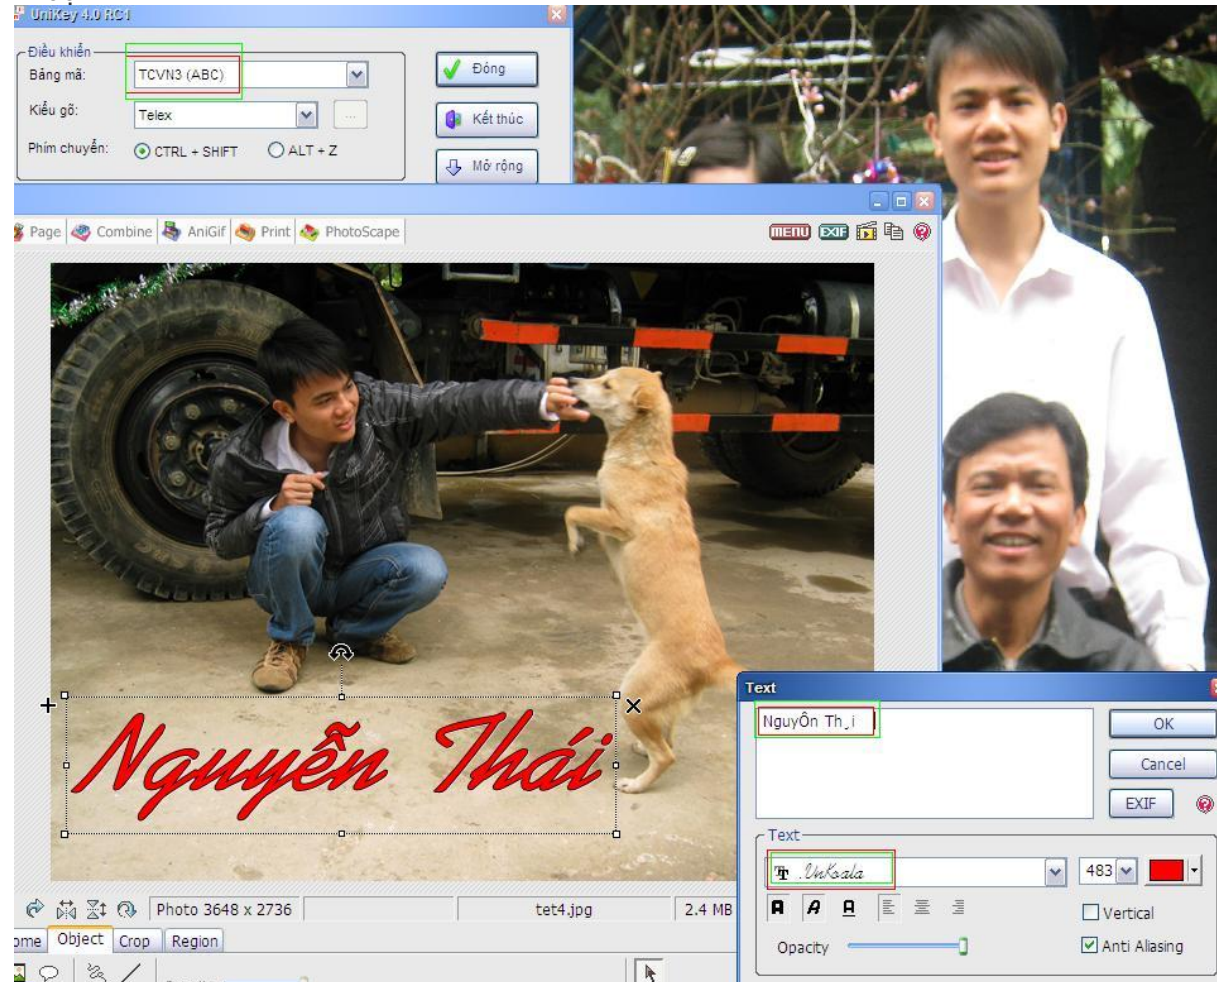 UniKey 4.0 RC1
Điều khiển
Bảng mã:
TCVN3 (ABC)
Đóng
Kiểu gõ:
Telex
...
Kết thúc
Phím chuyển:
CTRL + SHIFT
ALT + Z
Mở rộng
Page
Combine
AniGif
Print
PhotoScape
MENU
EXIF
Nguyễn Thái
Text
NguyÔn Th¸i
OK
Cancel
EXIF
Text
.VnKoala
483
A A A
Vertical
Opacity
Anti Aliasing
Photo 3648 x 2736
tet4.jpg
2.4 MB
Object
Crop
Region